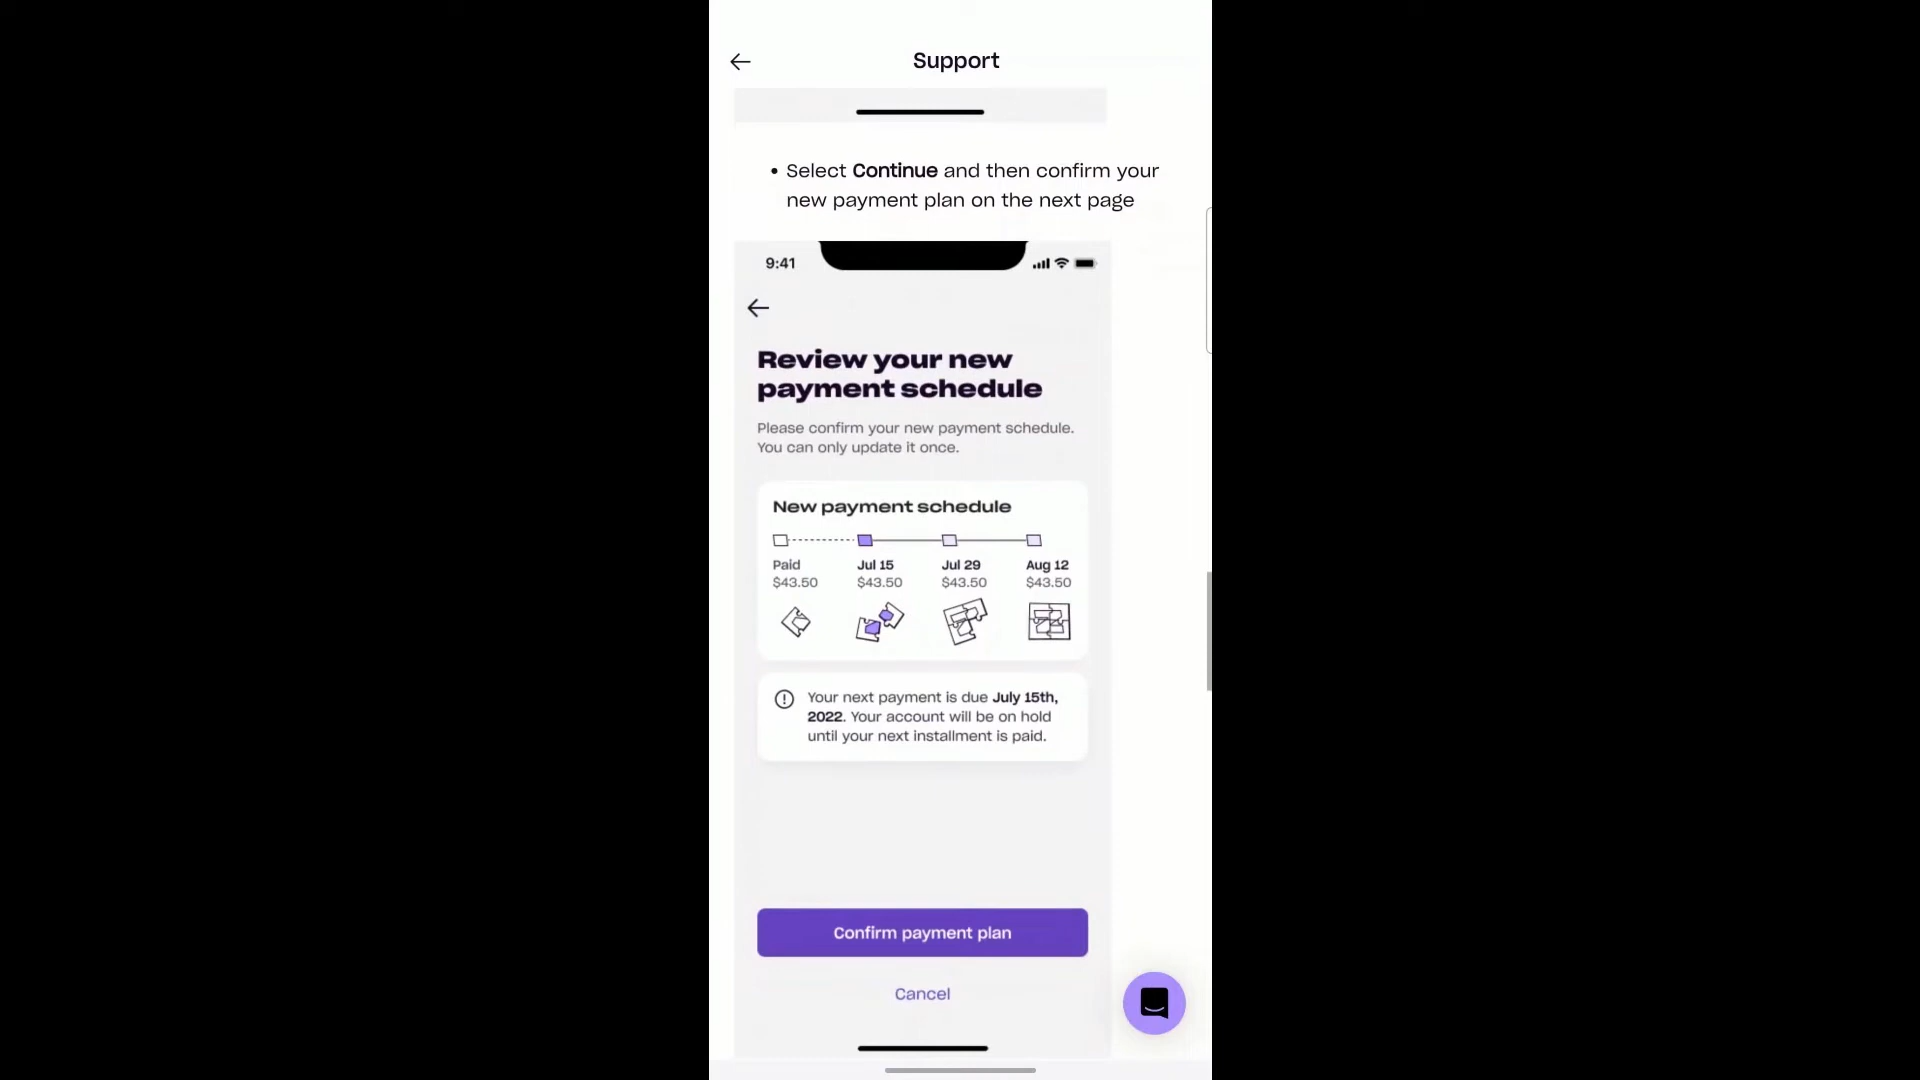 Support
• Select Continue and then confirm your
new payment plan on the next page
9:41
Review your new
payment schedule
Please confirm your new payment schedule.
You can only update it once.
New payment schedule
Paid Jul 15 Jul 29 Aug 12
$43.50 $43.50 $43.50 $43.50
Your next payment is due July 15th,
2022. Your account will be on hold
until your next installment is paid.
Confirm payment plan
Cancel